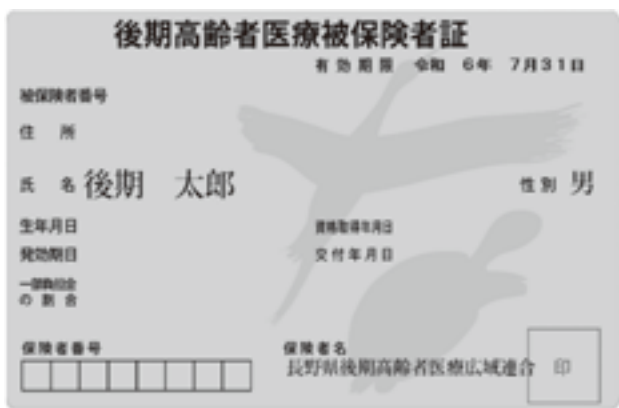 後期高齢者医療被保険者証
有効期限 令和 6年 7月31日
被保険者番号
住 所
氏 名 後期 太郎 性別 男
生年月日 資格取得年月日
発効期日 交付年月日
一部負担金
の割合
保険者番号 保険者名
長野県後期高齢者医療広域連合 印